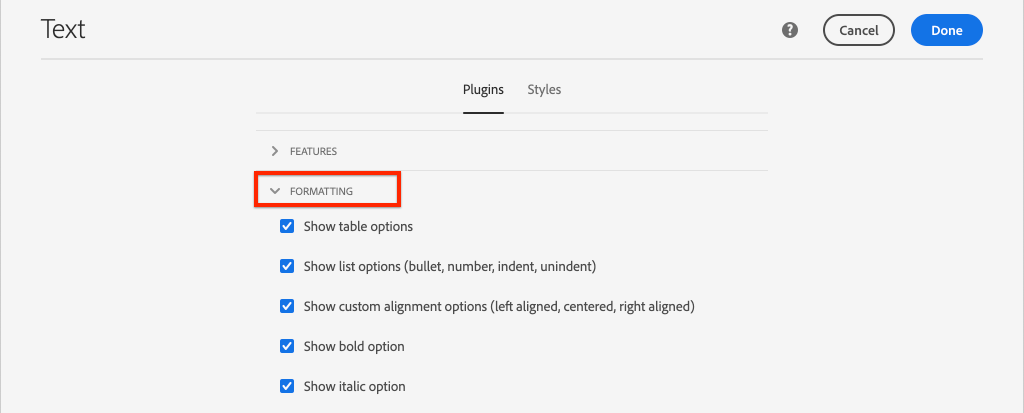 Text
?
Cancel
Done
Plugins
Styles
FEATURES
FORMATTING
Show table options
Show list options (bullet, number, indent, unindent)
Show custom alignment options (left aligned, centered, right aligned)
Show bold option
Show italic option